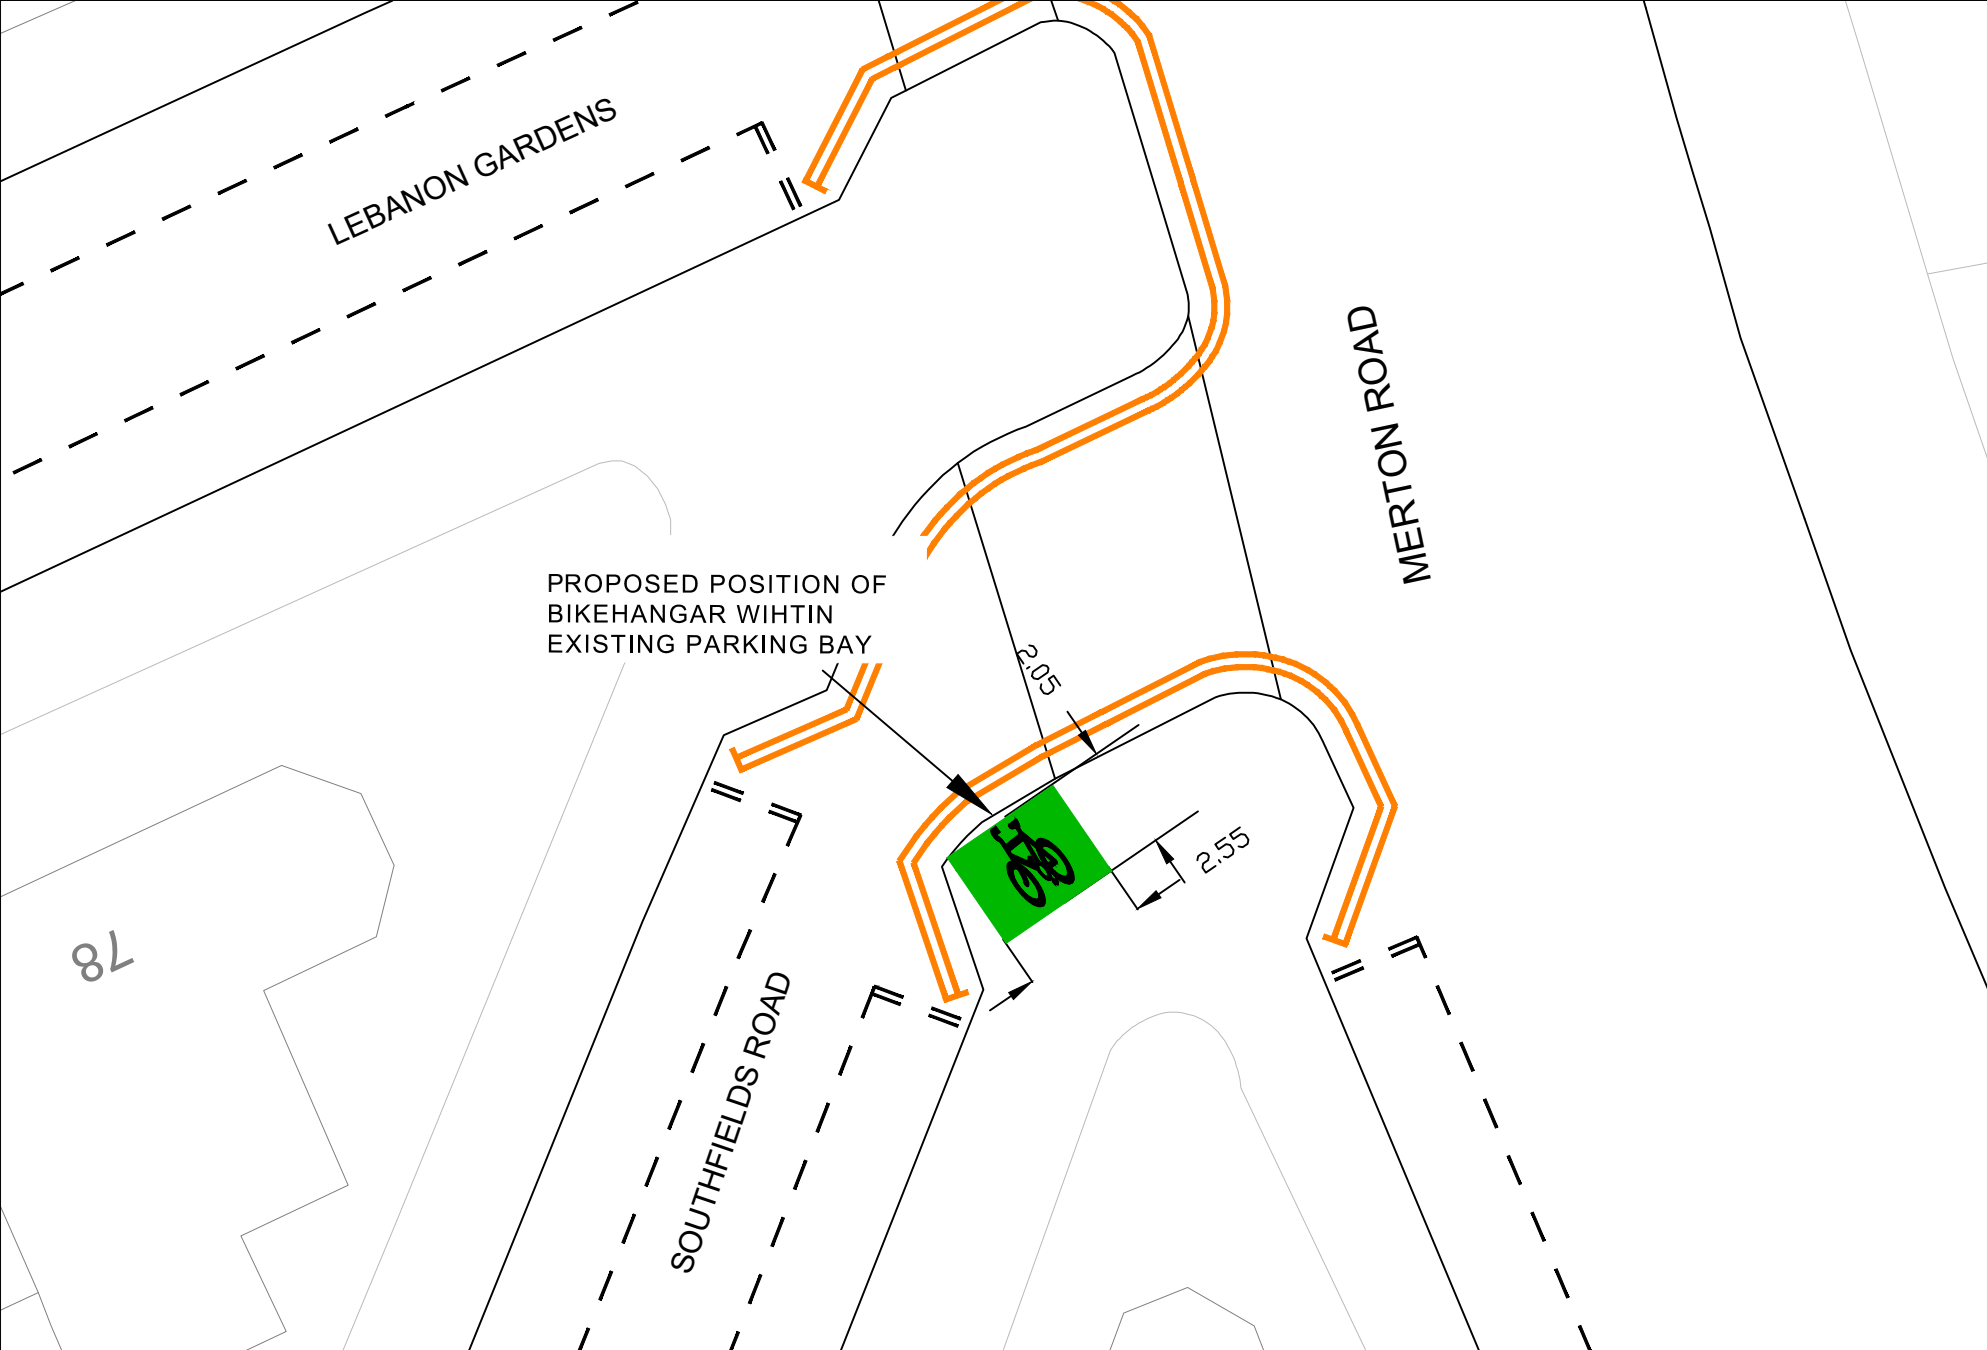 LEBANON GARDENS
MERTON ROAD
PROPOSED POSITION OF
BIKEHANGAR WIHTIN
EXISTING PARKING BAY
2.05
2.55
78
SOUTHFIELDS ROAD